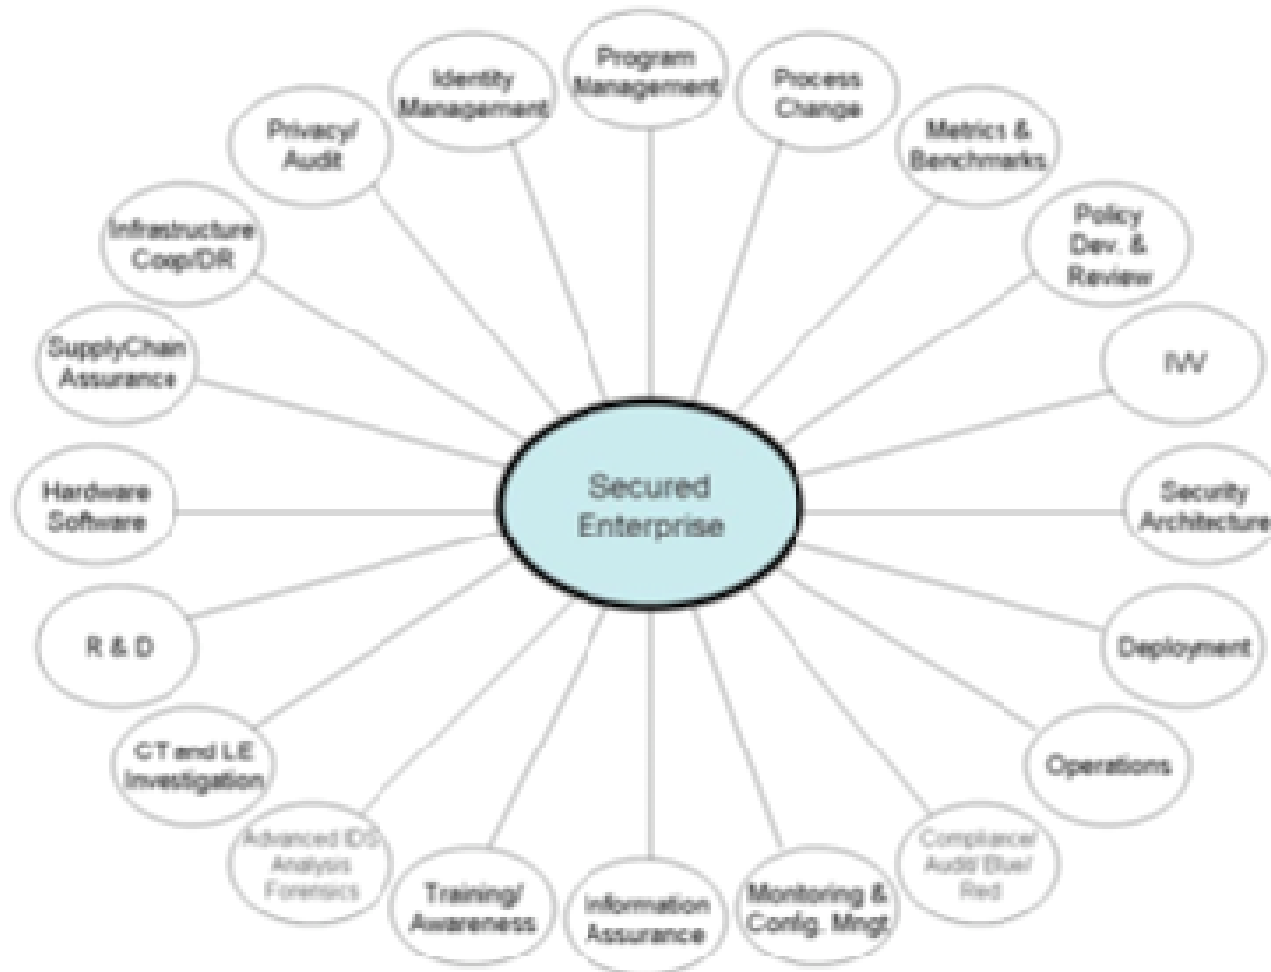 Program
Management
Process
Change
Metrics &
Benchmarks
Policy
Dev. &
Review
IVV
Security
Architecture
Deployment
Operations
Compliance/
Audit/ Blue/
Red
Monitoring &
Config. Mngt
Information
Assurance
Training/
Awareness
Advanced IDS
Analysis
Forensics
CT and LE
Investigation
R & D
Hardware
Software
SupplyChain
Assurance
Infrastructure
Coop/DR
Privacy/
Audit
Identity
Management
Secured
Enterprise